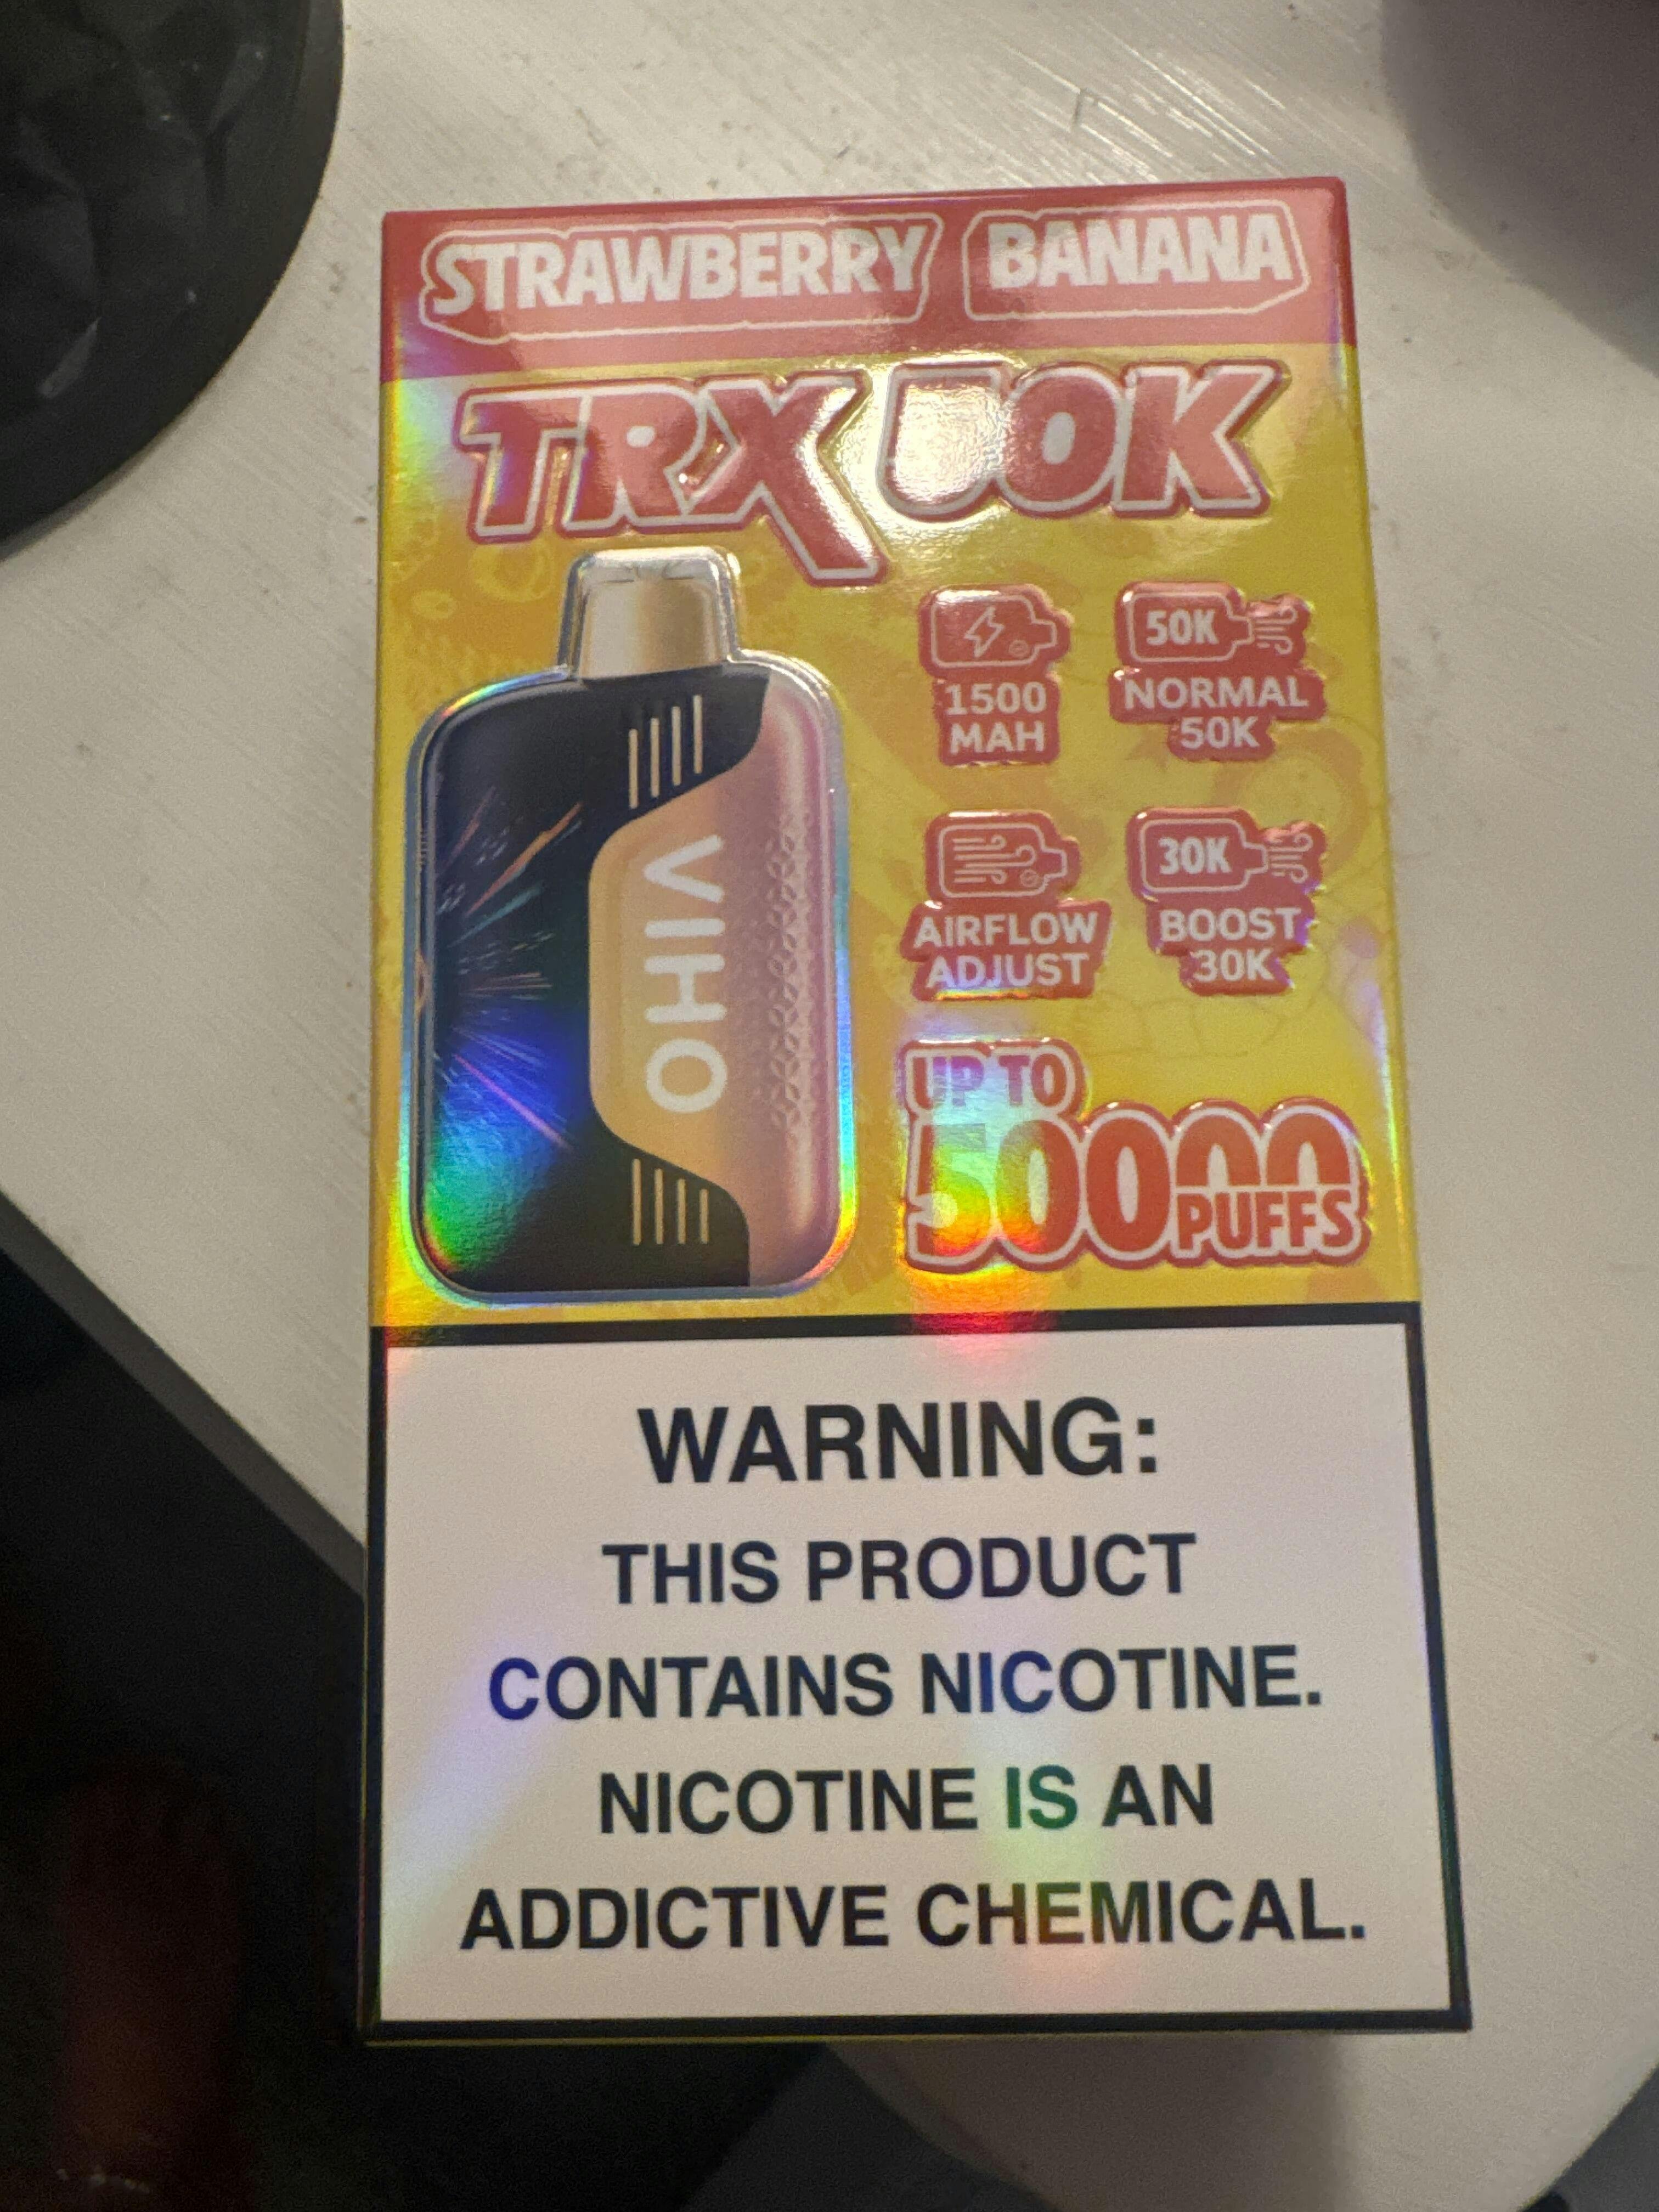 STRAWBERRY BANANA
TRX 50K
VIHO
1500
MAH
50K
NORMAL
50K
AIRFLOW
ADJUST
30K
BOOST
30K
UP TO
50000
PUFFS
WARNING:
THIS PRODUCT
CONTAINS NICOTINE.
NICOTINE IS AN
ADDICTIVE CHEMICAL.